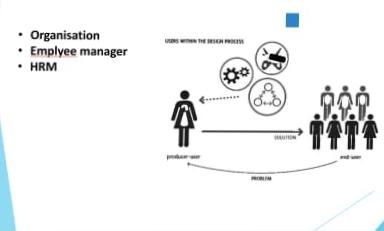 Organisation
Emplyee manager
HRM
USERS WITHIN THE DESIGN PROCESS
SOLUTION
producer-user
end-user
PROBLEM